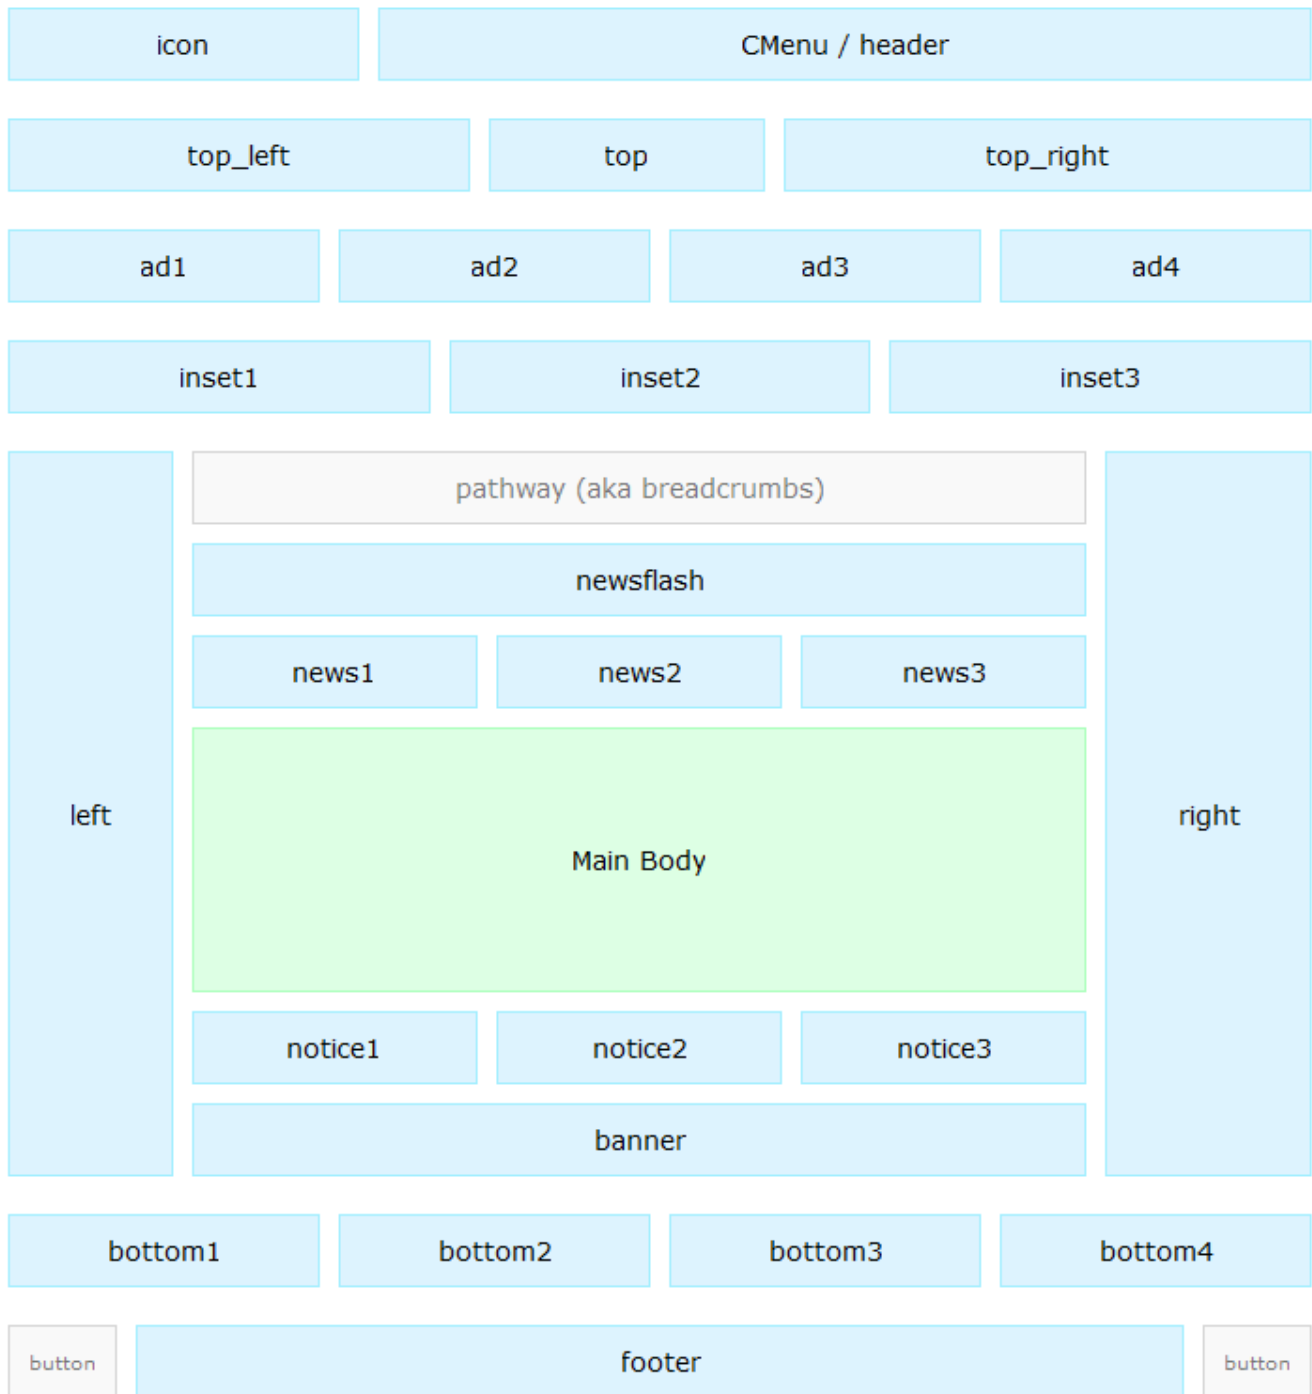 icon
CMenu / header
top_left
top
top_right
ad1
ad2
ad3
ad4
inset1
inset2
inset3
left
pathway (aka breadcrumbs)
newsflash
news1
news2
news3
Main Body
notice1
notice2
notice3
banner
right
bottom1
bottom2
bottom3
bottom4
button
footer
button